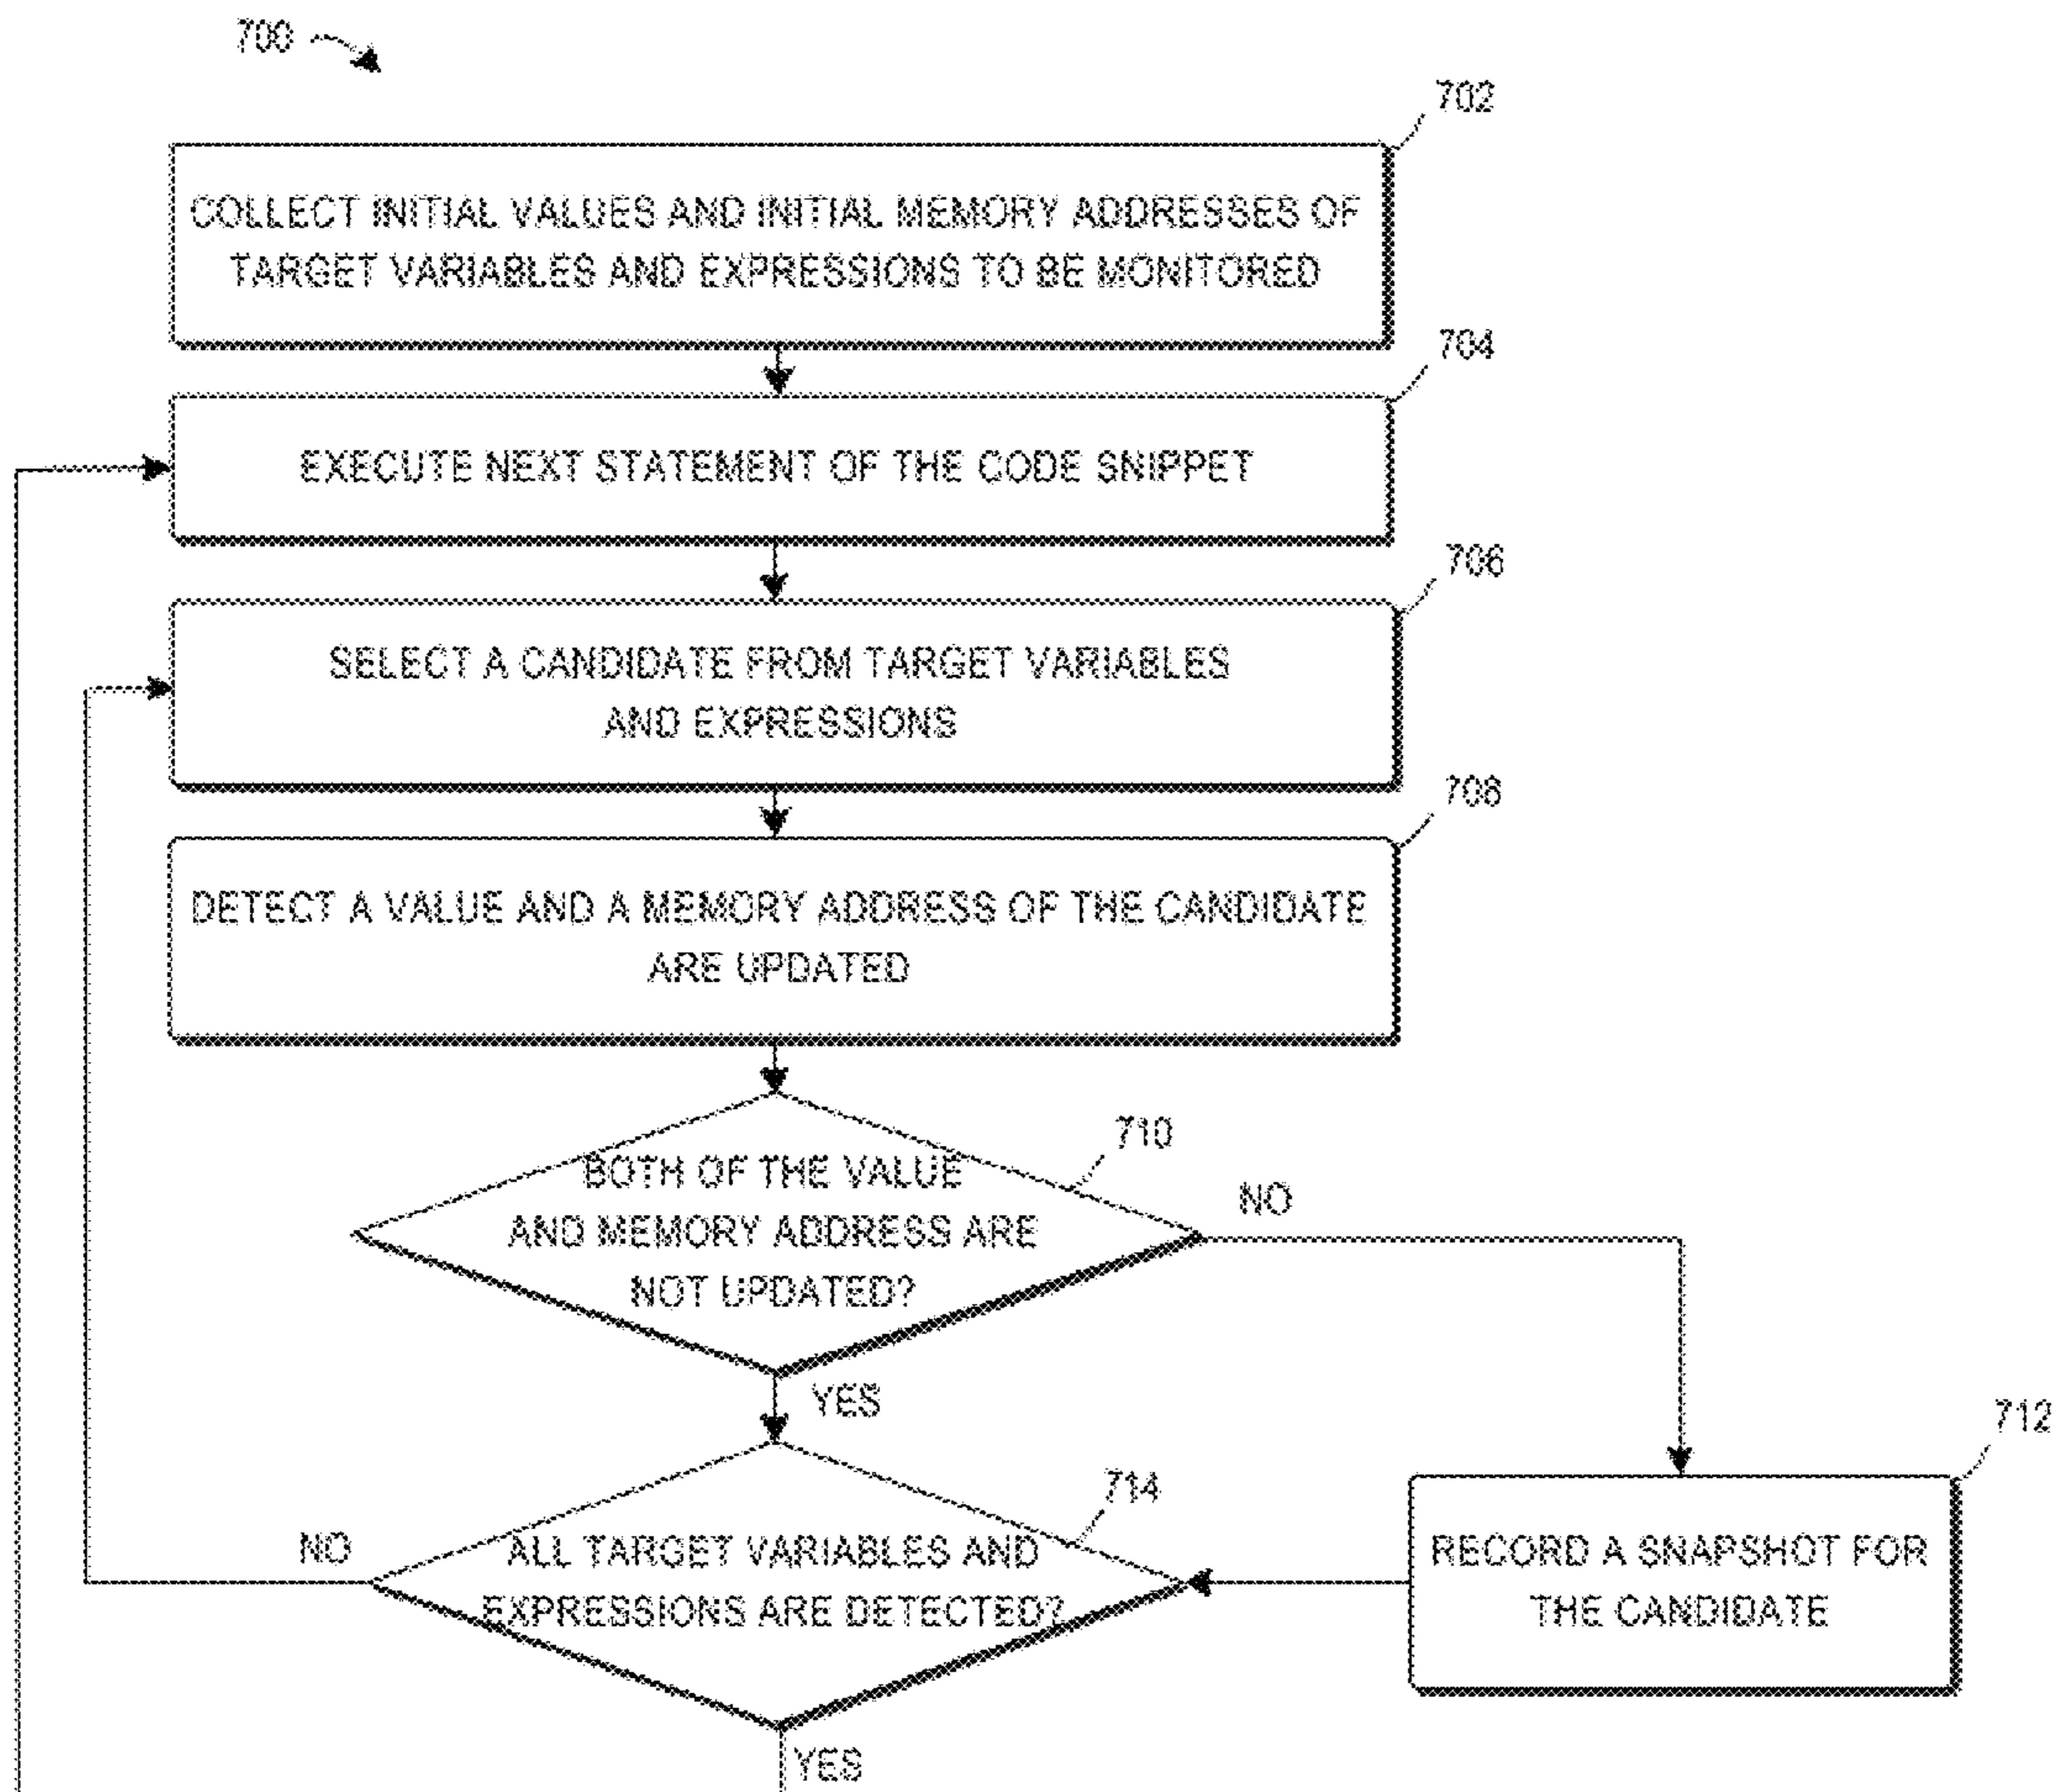 700
702
COLLECT INITIAL VALUES AND INITIAL MEMORY ADDRESSES OF
TARGET VARIABLES AND EXPRESSIONS TO BE MONITORED
704
EXECUTE NEXT STATEMENT OF THE CODE SNIPPET
706
SELECT A CANDIDATE FROM TARGET VARIABLES
AND EXPRESSIONS
708
DETECT A VALUE AND A MEMORY ADDRESS OF THE CANDIDATE
ARE UPDATED
710
BOTH OF THE VALUE
AND MEMORY ADDRESS ARE
NOT UPDATED?
NO
YES
712
714
NO
ALL TARGET VARIABLES AND
EXPRESSIONS ARE DETECTED?
RECORD A SNAPSHOT FOR
THE CANDIDATE
YES